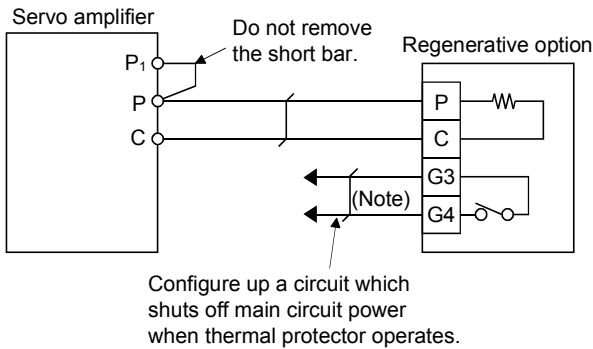 Servo amplifier
Do not remove
the short bar.
Regenerative option
P₁
P
C
P
C
G3
G4
(Note)
Configure up a circuit which
shuts off main circuit power
when thermal protector operates.